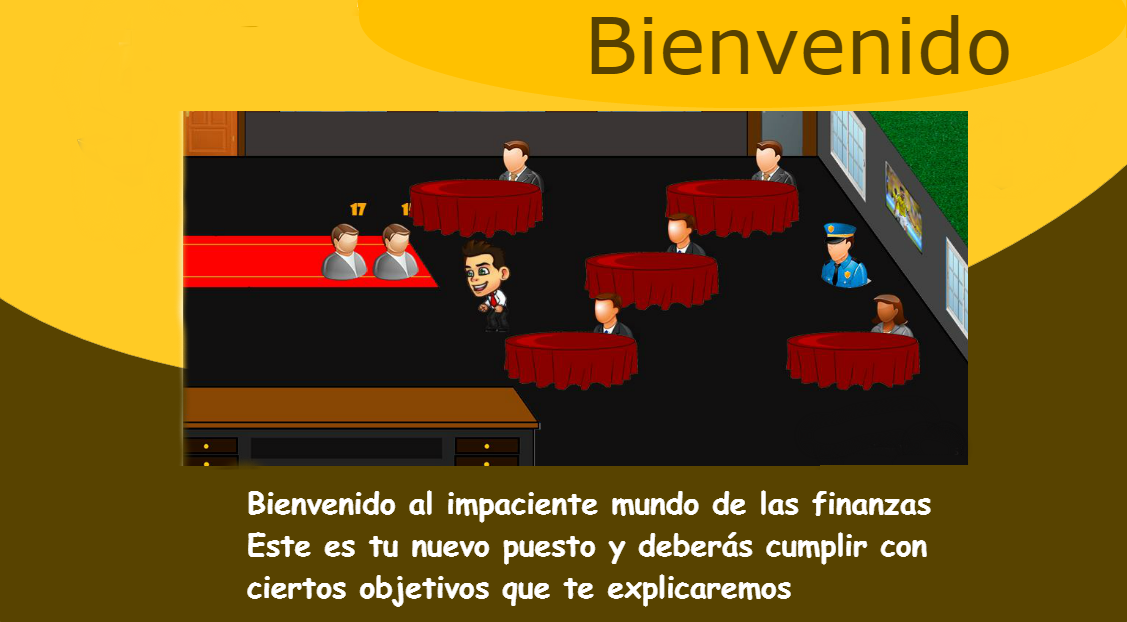 Bienvenido
17
Bienvenido al impaciente mundo de las finanzas
Este es tu nuevo puesto y deberás cumplir con
ciertos objetivos que te explicaremos